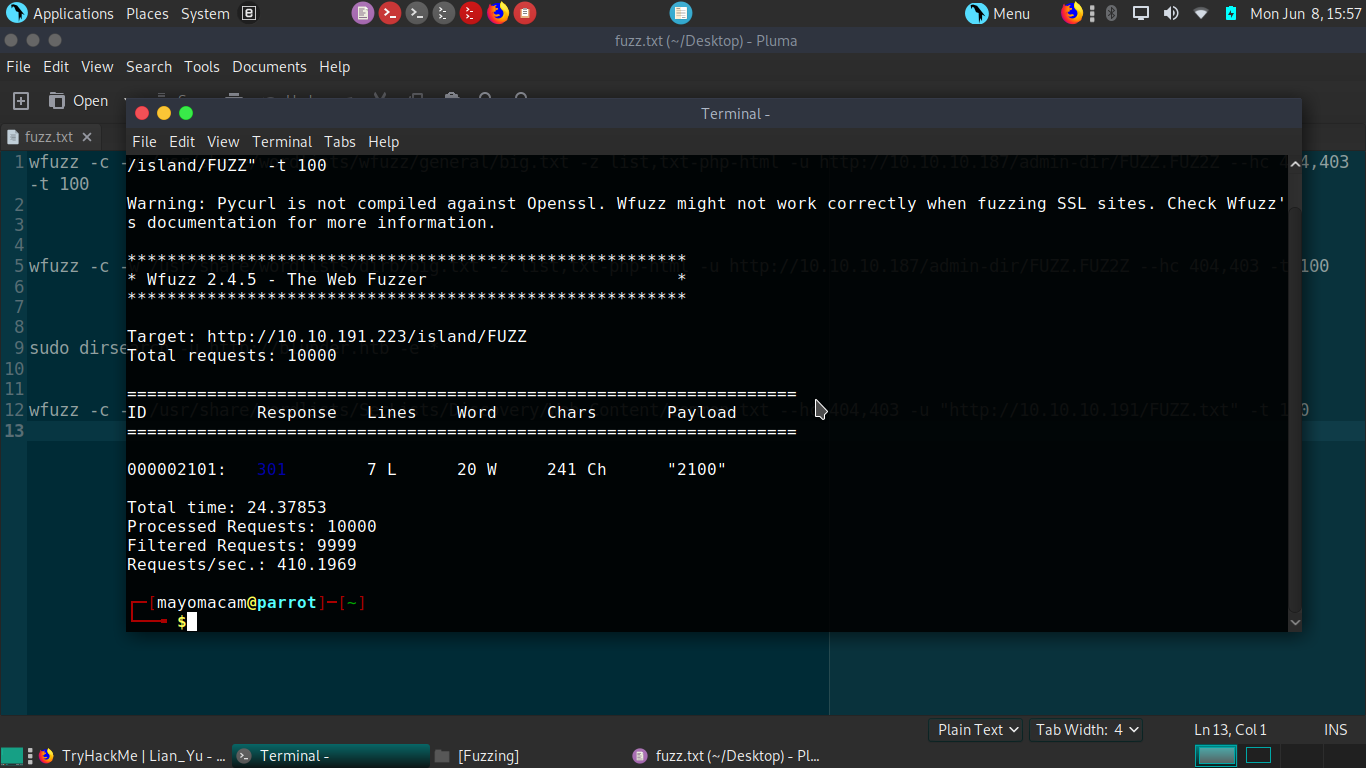 Applications Places System
Menu
Mon Jun 8, 15:57
fuzz.txt (~/Desktop) - Pluma
File Edit View Search Tools Documents Help
Open
fuzz.txt
Terminal -
File Edit View Terminal Tabs Help
1 wfuzz -c - /wfuzz/general/big.txt -z list,txt-php-html -u http://10.10.10.187/admin-dir/FUZZ.FUZ2Z --hc 404,403
-t 100
2
3
4
5 wfuzz -c - big.txt -z list,txt-php-html -u http://10.10.10.187/admin-dir/FUZZ.FUZ2Z --hc 404,403 -t 100
6
7
8
9 sudo dirse
10
11
12 wfuzz -c - /usr/share/ --hc 404,403 -u "http://10.10.10.191/FUZZ.txt" -t 100
13
/island/FUZZ" -t 100
Warning: Pycurl is not compiled against Openssl. Wfuzz might not work correctly when fuzzing SSL sites. Check Wfuzz'
s documentation for more information.
********************************************************
* Wfuzz 2.4.5 - The Web Fuzzer *
********************************************************
Target: http://10.10.191.223/island/FUZZ
Total requests: 10000
===================================================================
ID Response Lines Word Chars Payload
===================================================================
000002101: 301 7 L 20 W 241 Ch "2100"
Total time: 24.37853
Processed Requests: 10000
Filtered Requests: 9999
Requests/sec.: 410.1969
[mayomacam@parrot]─[~]
$
Plain Text Tab Width: 4 Ln 13, Col 1 INS
TryHackMe | Lian_Yu - ... Terminal - [Fuzzing] fuzz.txt (~/Desktop) - Pl...